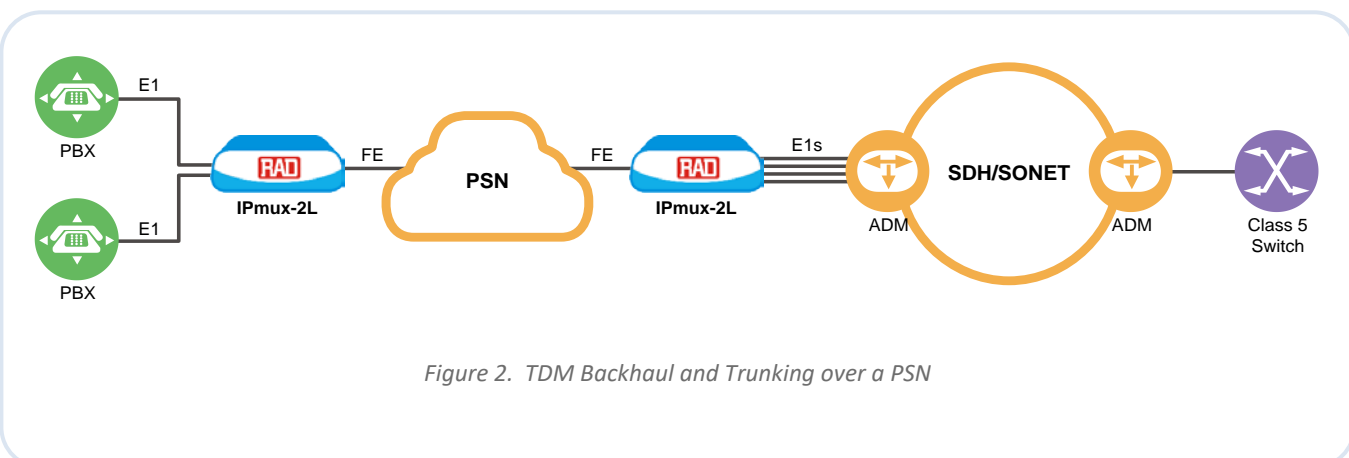 E1
PBX
E1
PBX
RAD
IPmux-2L
FE
PSN
FE
RAD
IPmux-2L
E1s
ADM
SDH/SONET
ADM
Class 5
Switch
Figure 2. TDM Backhaul and Trunking over a PSN